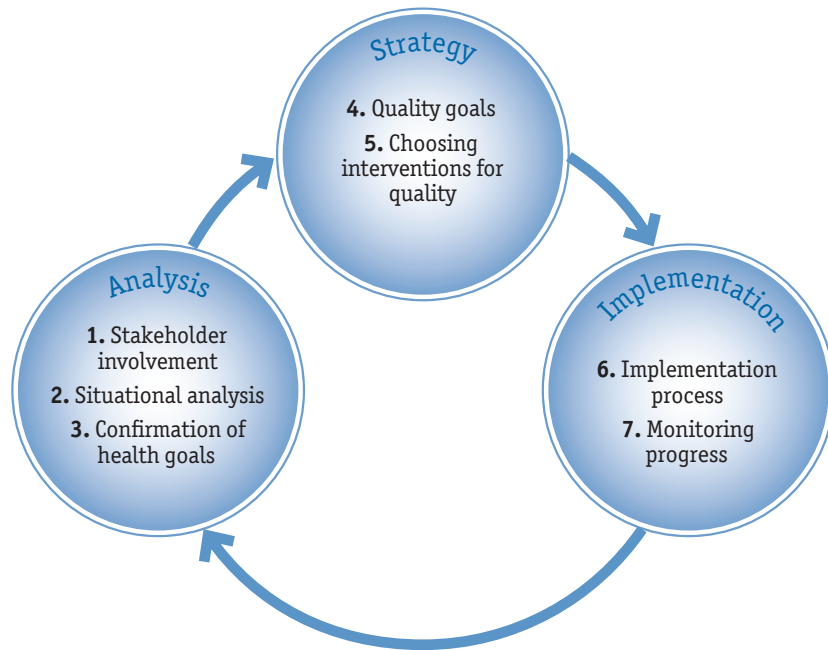 Strategy
4. Quality goals
5. Choosing
interventions for
quality
Analysis
1. Stakeholder
involvement
2. Situational analysis
3. Confirmation of
health goals
Implementation
6. Implementation
process
7. Monitoring
progress